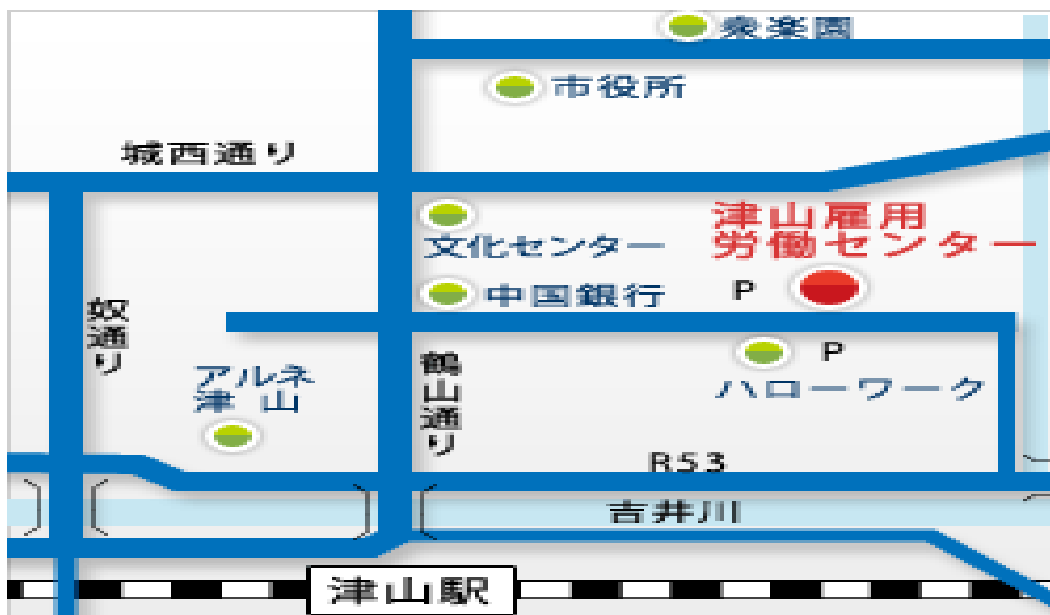 衆楽園
市役所
城西通り
津山雇用
労働センター
文化センター
P
中国銀行
奴通り
P
アルネ
津山
鶴山通り
ハローワーク
R53
吉井川
津山駅